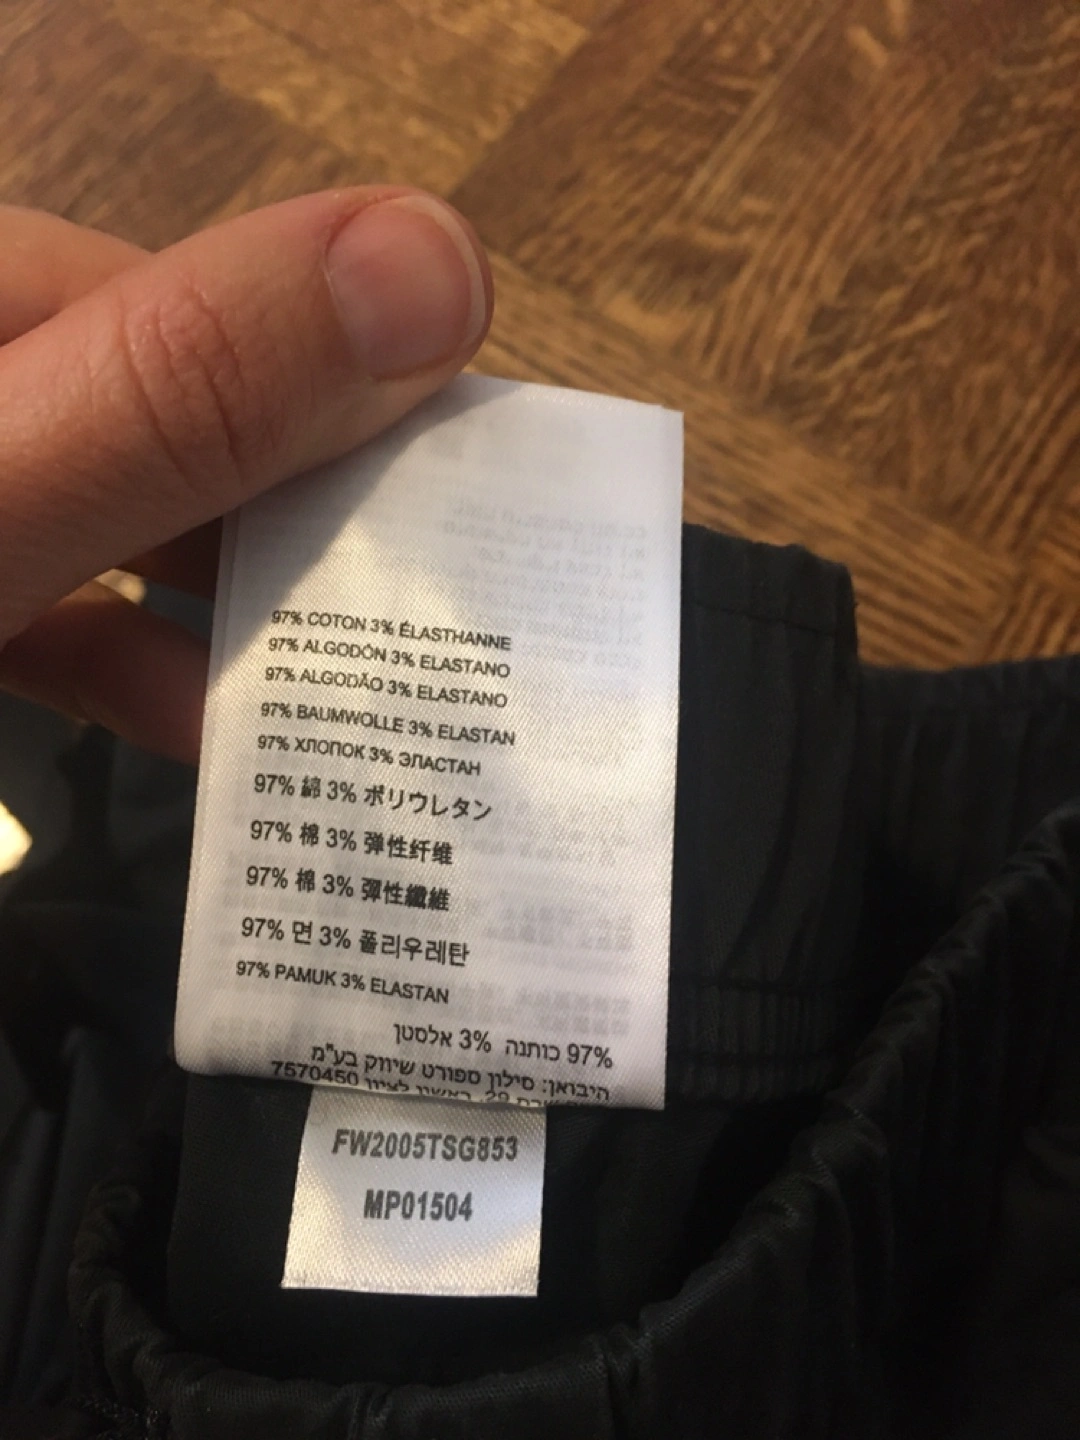 97% COTON 3% ÉLASTHANNE
97% ALGODÓN 3% ELASTANO
97% ALGODÃO 3% ELASTANO
97% BAUMWOLLE 3% ELASTAN
97% ХЛОПОК 3% ЭЛАСТАН
97% 綿 3% ポリウレタン
97% 棉 3% 弹性纤维
97% 棉 3% 彈性纖維
97% 면 3% 폴리우레탄
97% PAMUK 3% ELASTAN
97% כותנה 3% אלסטן
היבואן: סילון ספורט שיווק בע"מ
29, ראשון לציון 7570450
FW2005TSG853
MP01504